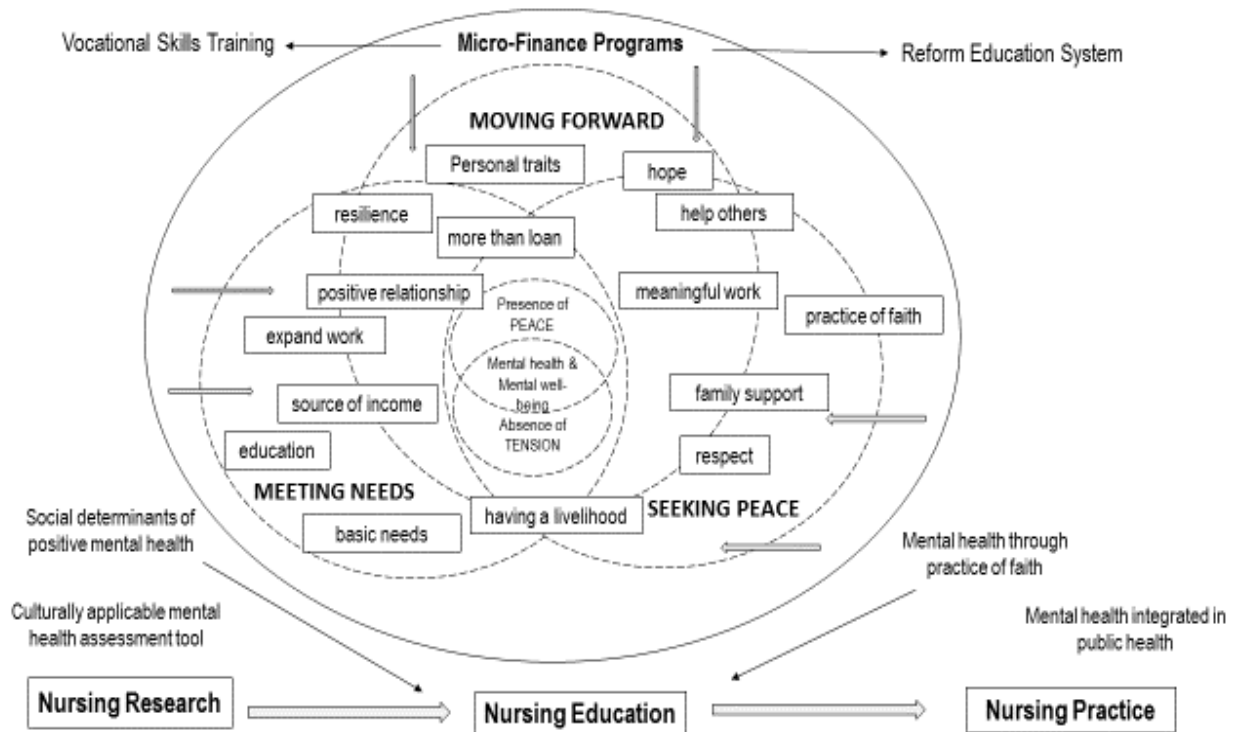 Vocational Skills Training
Micro-Finance Programs
Reform Education System
MOVING FORWARD
Personal traits
hope
resilience
help others
more than loan
positive relationship
meaningful work
Presence of
PEACE
practice of faith
expand work
Mental health &
Mental well-
being
family support
source of income
Absence of
TENSION
education
respect
MEETING NEEDS
having a livelihood
SEEKING PEACE
basic needs
Social determinants of
positive mental health
Mental health through
practice of faith
Culturally applicable mental
health assessment tool
Mental health integrated in
public health
Nursing Research
Nursing Education
Nursing Practice